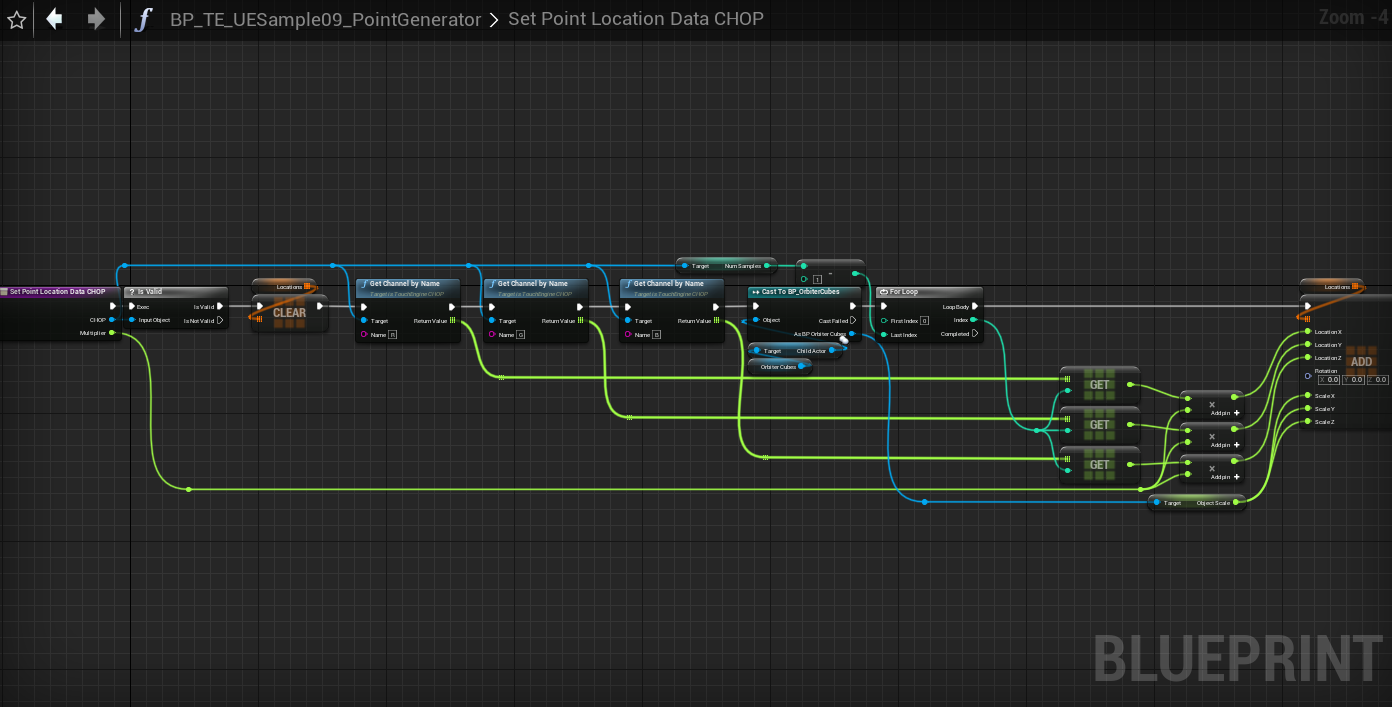 BP_TE_UESample09_PointGenerator > Set Point Location Data CHOP
Zoom -4
Set Point Location Data CHOP
CHOP
Multiplier
? Is Valid
Exec
Is Valid
Input Object
Is Not Valid
Locations
CLEAR
Get Channel by Name
Target is TouchEngine CHOP
Target
Return Value
Name R
Get Channel by Name
Target is TouchEngine CHOP
Target
Return Value
Name G
Get Channel by Name
Target is TouchEngine CHOP
Target
Return Value
Name B
Target
Num Samples
-
1
Cast To BP_OrbiterCubes
Object
Cast Failed
As BP Orbiter Cubes
Target
Child Actor
Orbiter Cubes
For Loop
Loop Body
First Index 0
Index
Last Index
Completed
GET
GET
GET
×
Add pin +
×
Add pin +
×
Add pin +
Target
Object Scale
Locations
Location X
Location Y
Location Z
ADD
Rotation
X 0.0 Y 0.0 Z 0.0
Scale X
Scale Y
Scale Z
BLUEPRINT